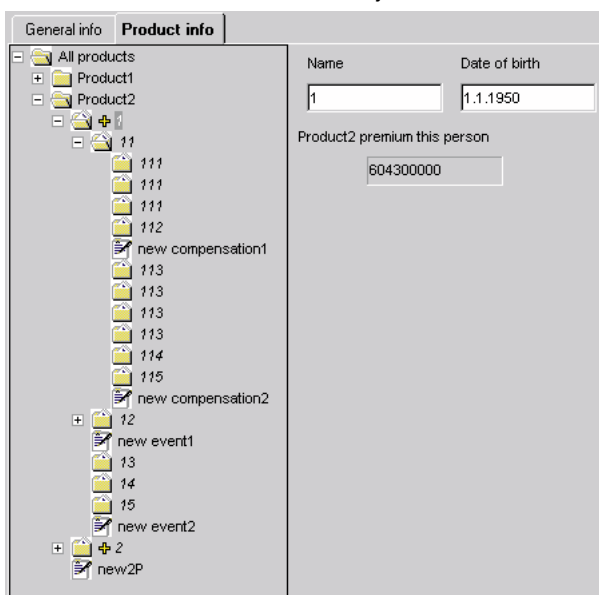 General info Product info
All products
Product1
Product2
1
11
111
111
111
112
new compensation1
113
113
113
113
114
115
new compensation2
12
new event1
13
14
15
new event2
2
new2P
Name Date of birth
1 1.1.1950
Product2 premium this person
604300000